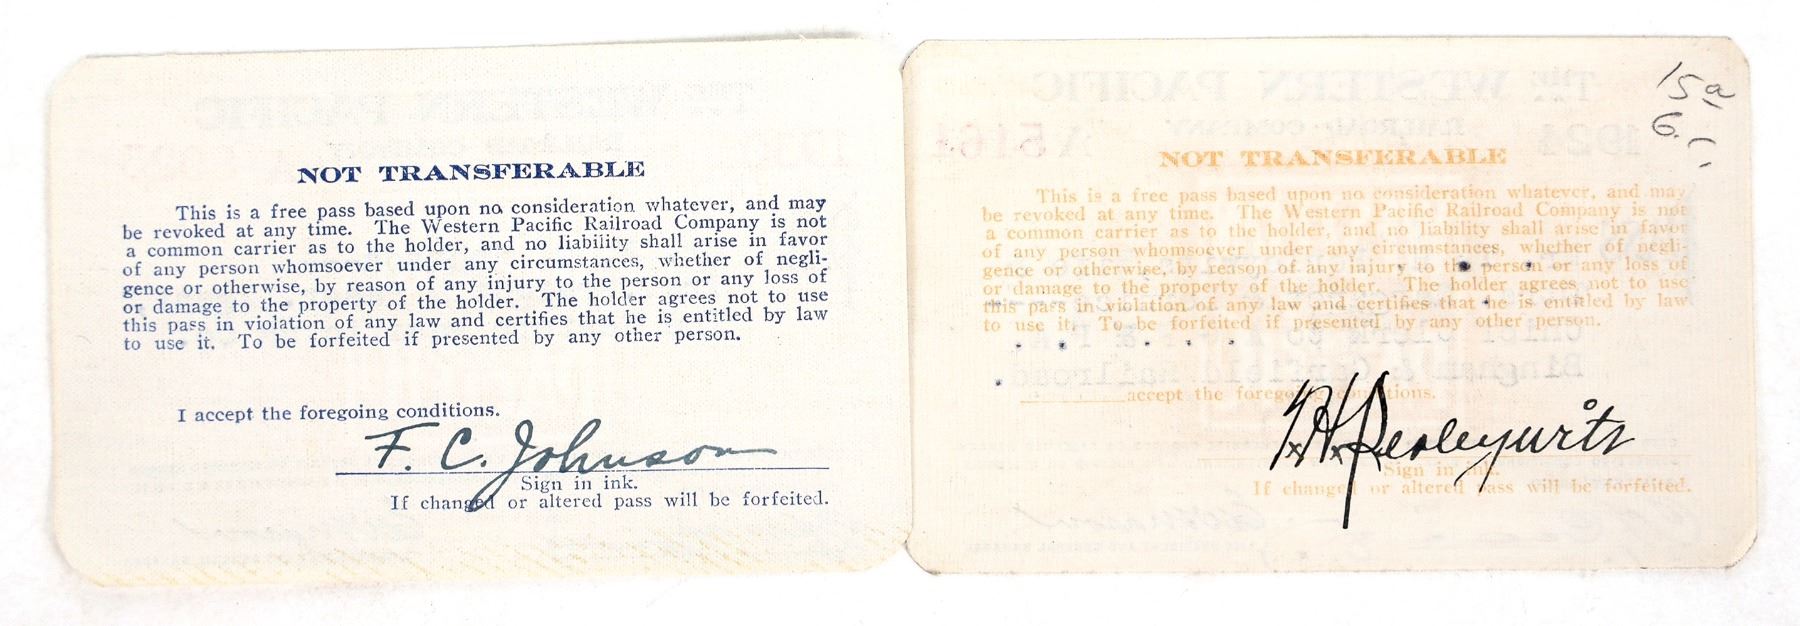 NOT TRANSFERABLE
This is a free pass based upon no consideration whatever, and may
be revoked at any time. The Western Pacific Railroad Company is not
a common carrier as to the holder, and no liability shall arise in favor
of any person whomsoever under any circumstances, whether of negli-
gence or otherwise, by reason of any injury to the person or any loss of
or damage to the property of the holder. The holder agrees not to use
this pass in violation of any law and certifies that he is entitled by law
to use it. To be forfeited if presented by any other person.
I accept the foregoing conditions.
F. C. Johnson
Sign in ink.
If changed or altered pass will be forfeited.
15a
6.
THE WESTERN PACIFIC
RAILROAD COMPANY
1924
A 5464
NOT TRANSFERABLE
This is a free pass based upon no consideration whatever, and may
be revoked at any time. The Western Pacific Railroad Company is not
a common carrier as to the holder, and no liability shall arise in favor
of any person whomsoever under any circumstances, whether of negli-
gence or otherwise, by reason of any injury to the person or any loss of
or damage to the property of the holder. The holder agrees not to use
this pass in violation of any law and certifies that he is entitled by law
to use it. To be forfeited if presented by any other person.
Bingham & Garfield Railroad.
accept the foregoing conditions.
Sign in ink.
If changed or altered pass will be forfeited.